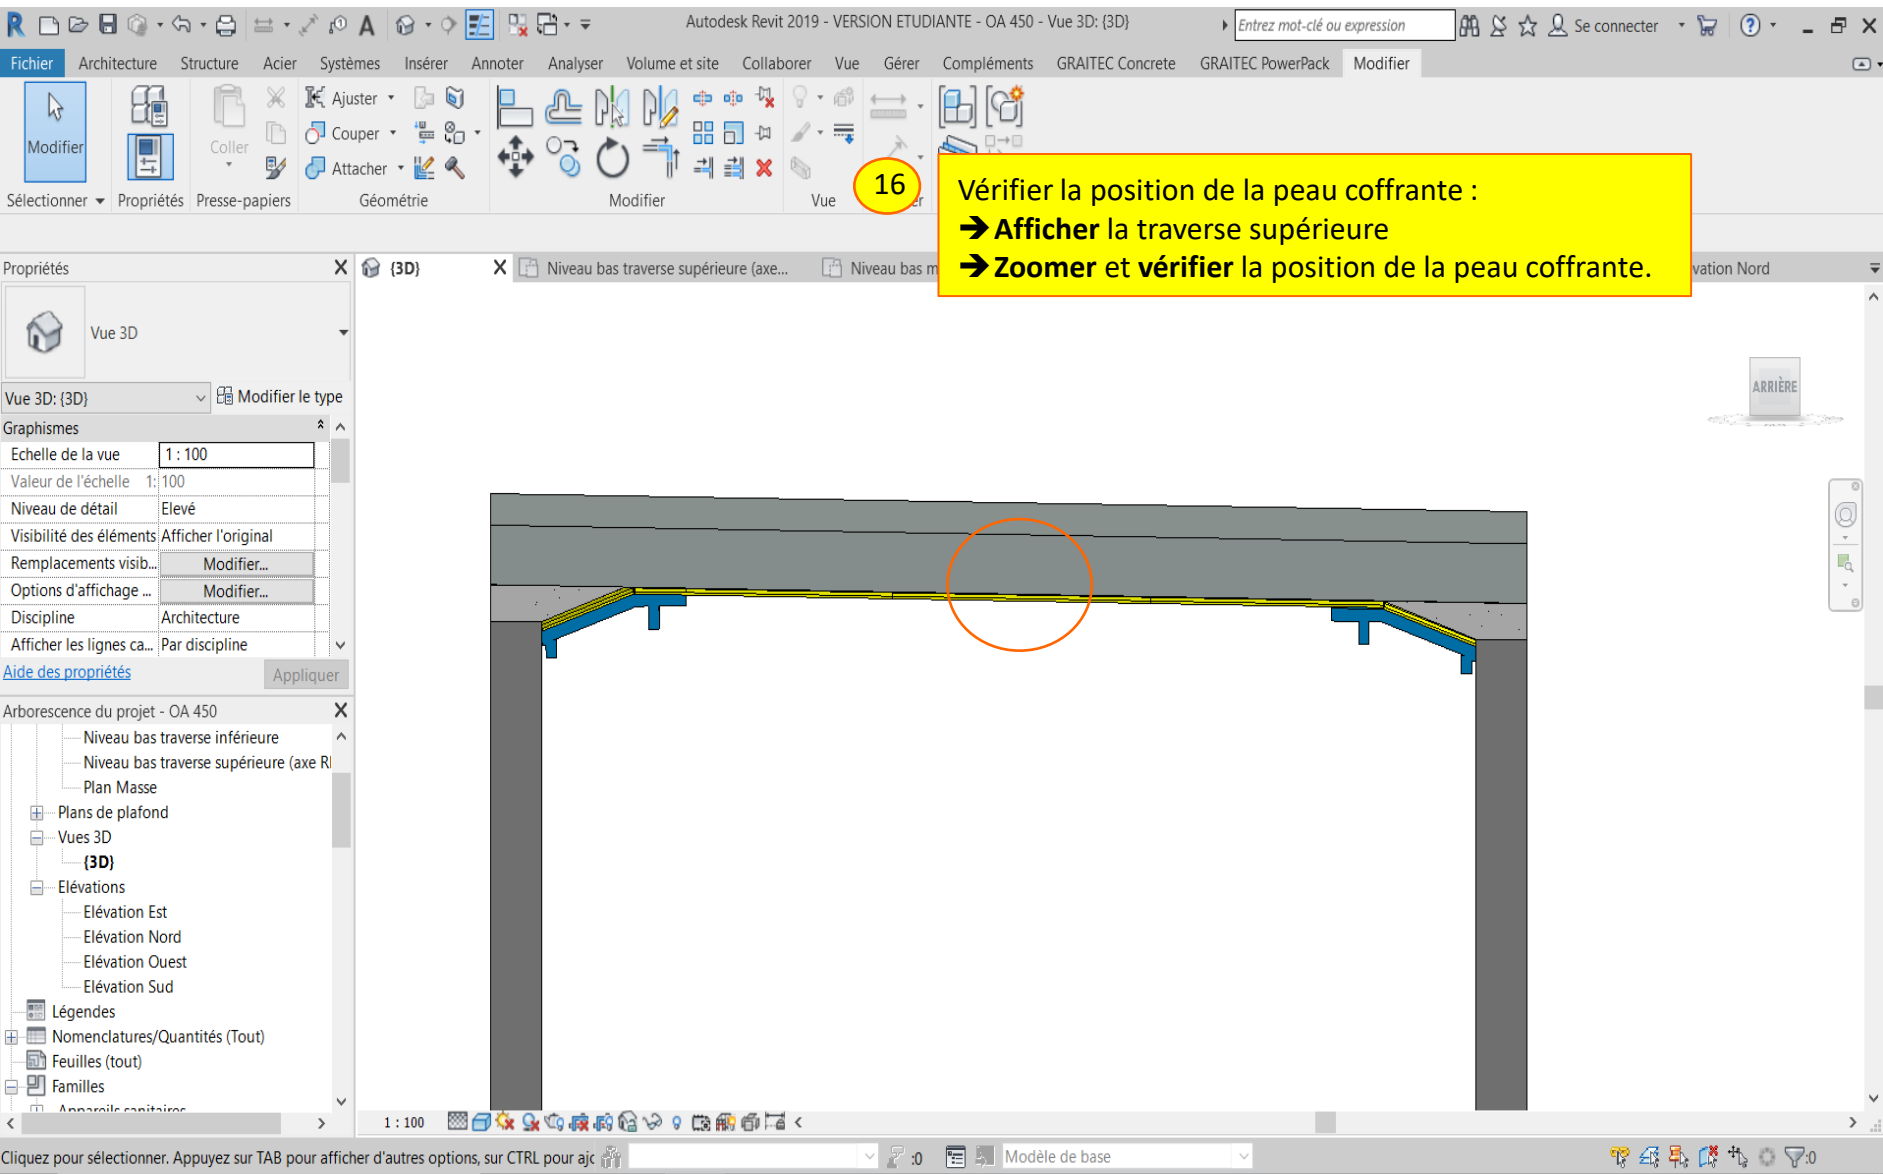 Autodesk Revit 2019 - VERSION ETUDIANTE - OA 450 - Vue 3D: {3D}
Entrez mot-clé ou expression
Se connecter
Fichier Architecture Structure Acier Systèmes Insérer Annoter Analyser Volume et site Collaborer Vue Gérer Compléments GRAITEC Concrete GRAITEC PowerPack Modifier
Modifier
Coller
Ajuster
Couper
Attacher
Sélectionner Propriétés Presse-papiers Géométrie Modifier Vue
16
Vérifier la position de la peau coffrante :
➔ Afficher la traverse supérieure
➔ Zoomer et vérifier la position de la peau coffrante.
Propriétés X
{3D} X Niveau bas traverse supérieure (axe... Niveau bas m vation Nord
Vue 3D
ARRIÈRE
Vue 3D: {3D} Modifier le type
Graphismes
Echelle de la vue 1 : 100
Valeur de l'échelle 1: 100
Niveau de détail Elevé
Visibilité des éléments Afficher l'original
Remplacements visib... Modifier...
Options d'affichage ... Modifier...
Discipline Architecture
Afficher les lignes ca... Par discipline
Aide des propriétés Appliquer
Arborescence du projet - OA 450 X
Niveau bas traverse inférieure
Niveau bas traverse supérieure (axe R
Plan Masse
Plans de plafond
Vues 3D
{3D}
Elévations
Elévation Est
Elévation Nord
Elévation Ouest
Elévation Sud
Légendes
Nomenclatures/Quantités (Tout)
Feuilles (tout)
Familles
Appareils sanitaires
1 : 100
Cliquez pour sélectionner. Appuyez sur TAB pour afficher d'autres options, sur CTRL pour ajc
:0
Modèle de base
:0